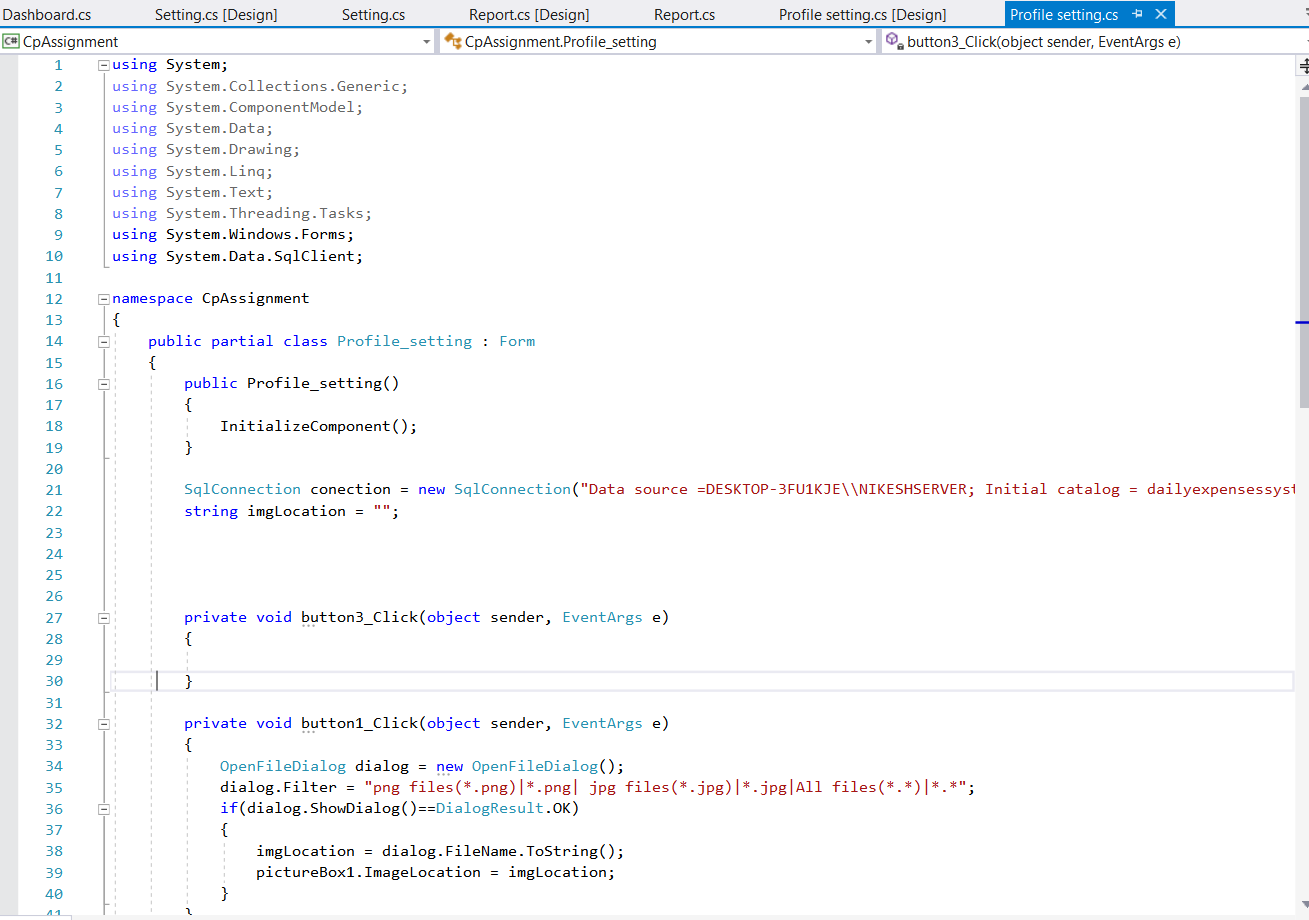 Dashboard.cs Setting.cs [Design] Setting.cs Report.cs [Design] Report.cs Profile setting.cs [Design] Profile setting.cs
C# CpAssignment CpAssignment.Profile_setting button3_Click(object sender, EventArgs e)
1 using System;
2 using System.Collections.Generic;
3 using System.ComponentModel;
4 using System.Data;
5 using System.Drawing;
6 using System.Linq;
7 using System.Text;
8 using System.Threading.Tasks;
9 using System.Windows.Forms;
10 using System.Data.SqlClient;
11
12 namespace CpAssignment
13 {
14 public partial class Profile_setting : Form
15 {
16 public Profile_setting()
17 {
18 InitializeComponent();
19 }
20
21 SqlConnection conection = new SqlConnection("Data source =DESKTOP-3FU1KJE\\NIKESHSERVER; Initial catalog = dailyexpensessyst
22 string imgLocation = "";
23
24
25
26
27 private void button3_Click(object sender, EventArgs e)
28 {
29
30 }
31
32 private void button1_Click(object sender, EventArgs e)
33 {
34 OpenFileDialog dialog = new OpenFileDialog();
35 dialog.Filter = "png files(*.png)|*.png| jpg files(*.jpg)|*.jpg|All files(*.*)|*.*";
36 if(dialog.ShowDialog()==DialogResult.OK)
37 {
38 imgLocation = dialog.FileName.ToString();
39 pictureBox1.ImageLocation = imgLocation;
40 }
41 }